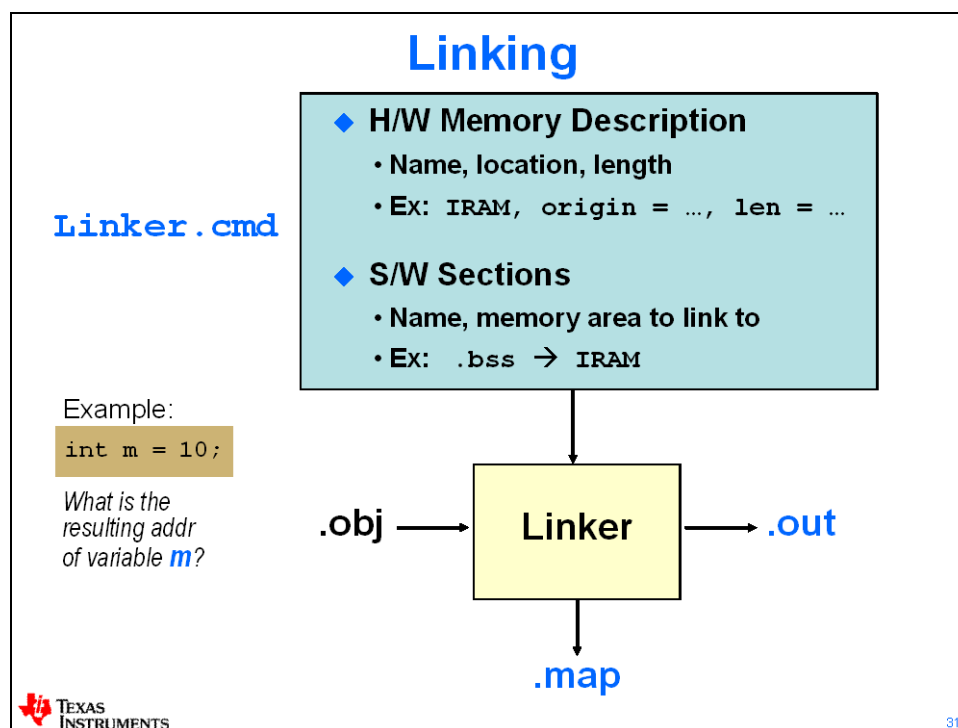 Linking
◆ H/W Memory Description
• Name, location, length
• Ex: IRAM, origin = …, len = …
Linker.cmd
◆ S/W Sections
• Name, memory area to link to
• Ex: .bss → IRAM
Example:
int m = 10;
What is the
resulting addr
of variable m?
.obj
Linker
.out
.map
TEXAS
INSTRUMENTS
31